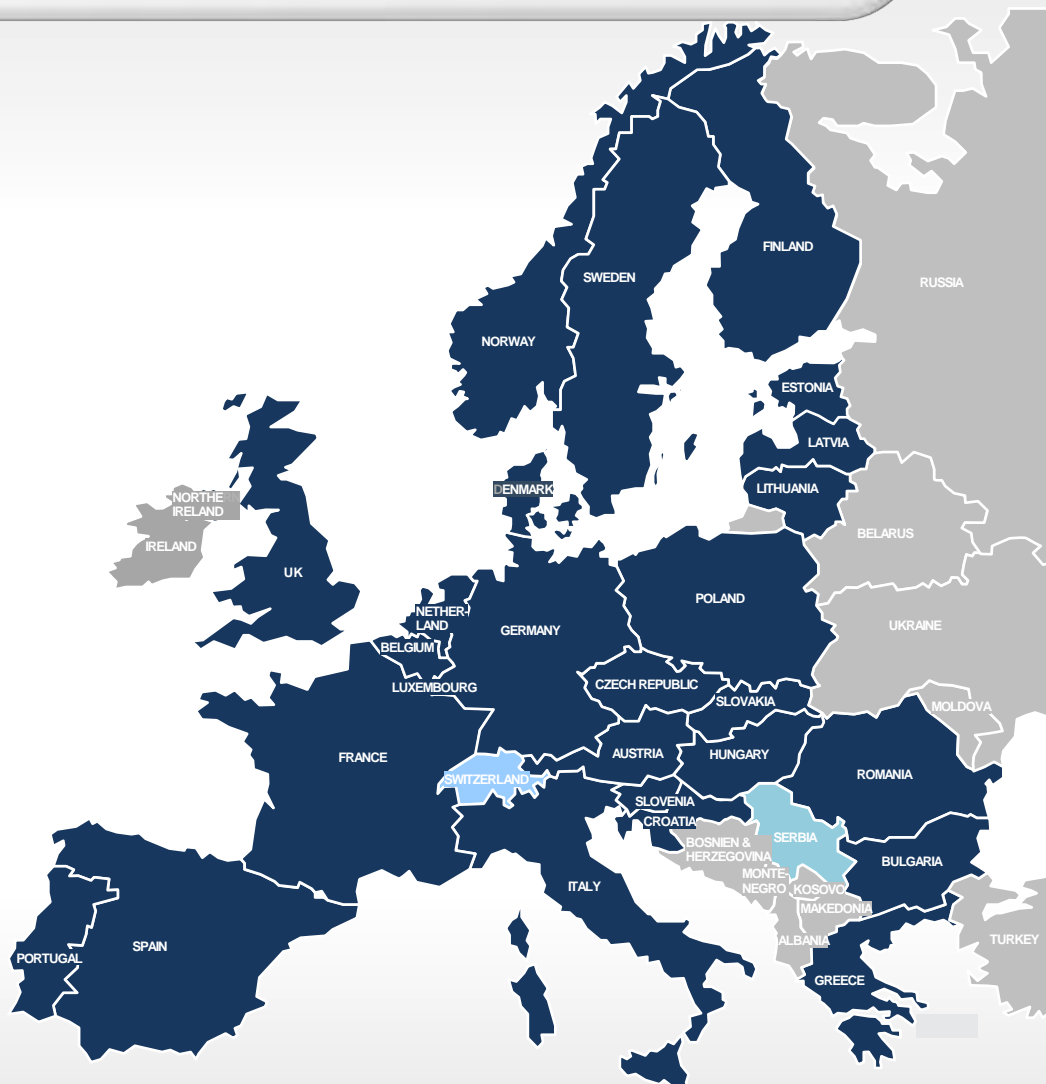 FINLAND
SWEDEN
RUSSIA
NORWAY
ESTONIA
LATVIA
DENMARK
LITHUANIA
NORTHERN
IRELAND
BELARUS
IRELAND
UK
POLAND
NETHER-
LAND
UKRAINE
GERMANY
BELGIUM
CZECH REPUBLIC
LUXEMBOURG
SLOVAKIA
MOLDOVA
AUSTRIA
HUNGARY
FRANCE
ROMANIA
SWITZERLAND
SLOVENIA
CROATIA
SERBIA
BOSNIEN &
HERZEGOVINA
BULGARIA
MONTE-
NEGRO
KOSOVO
ITALY
MAKEDONIA
ALBANIA
TURKEY
SPAIN
PORTUGAL
GREECE